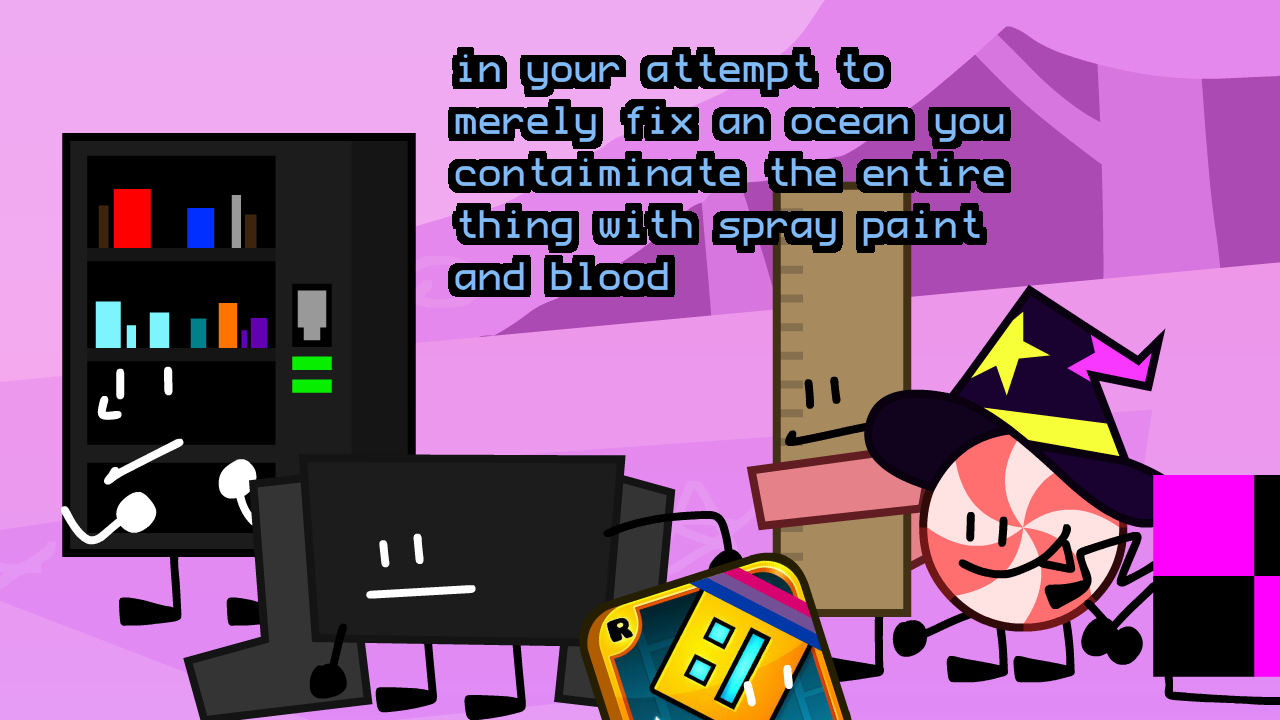 in your attempt to
merely fix an ocean you
contaiminate the entire
thing with spray paint
and blood
R